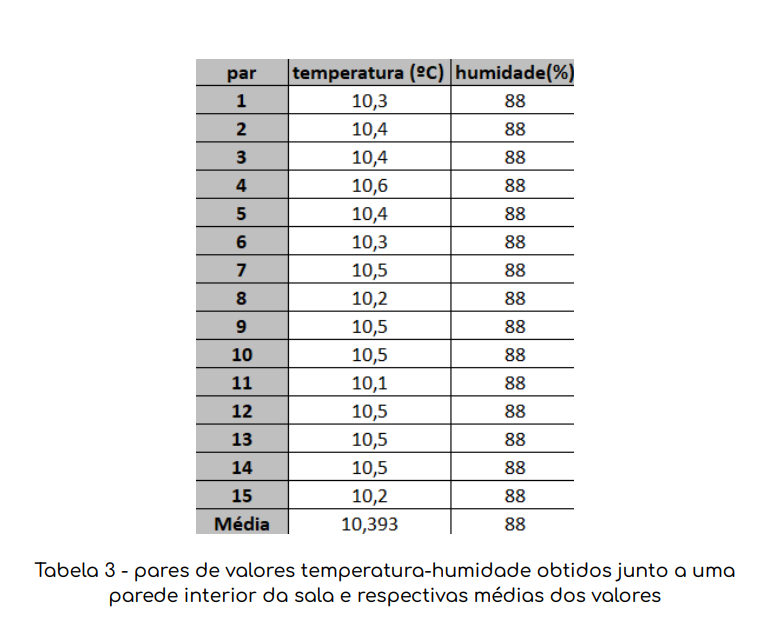 par temperatura (ºC) humidade(%)
1 10,3 88
2 10,4 88
3 10,4 88
4 10,6 88
5 10,4 88
6 10,3 88
7 10,5 88
8 10,2 88
9 10,5 88
10 10,5 88
11 10,1 88
12 10,5 88
13 10,5 88
14 10,5 88
15 10,2 88
Média 10,393 88
Tabela 3 - pares de valores temperatura-humidade obtidos junto a uma
parede interior da sala e respectivas médias dos valores